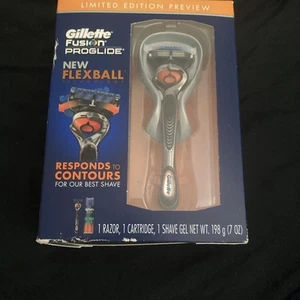 LIMITED EDITION PREVIEW
Gillette
FUSION
PROGLIDE
NEW
FLEXBALL
RESPONDS TO
CONTOURS
FOR OUR BEST SHAVE
Gillette
1 RAZOR, 1 CARTRIDGE, 1 SHAVE GEL NET WT. 198 g (7 OZ)